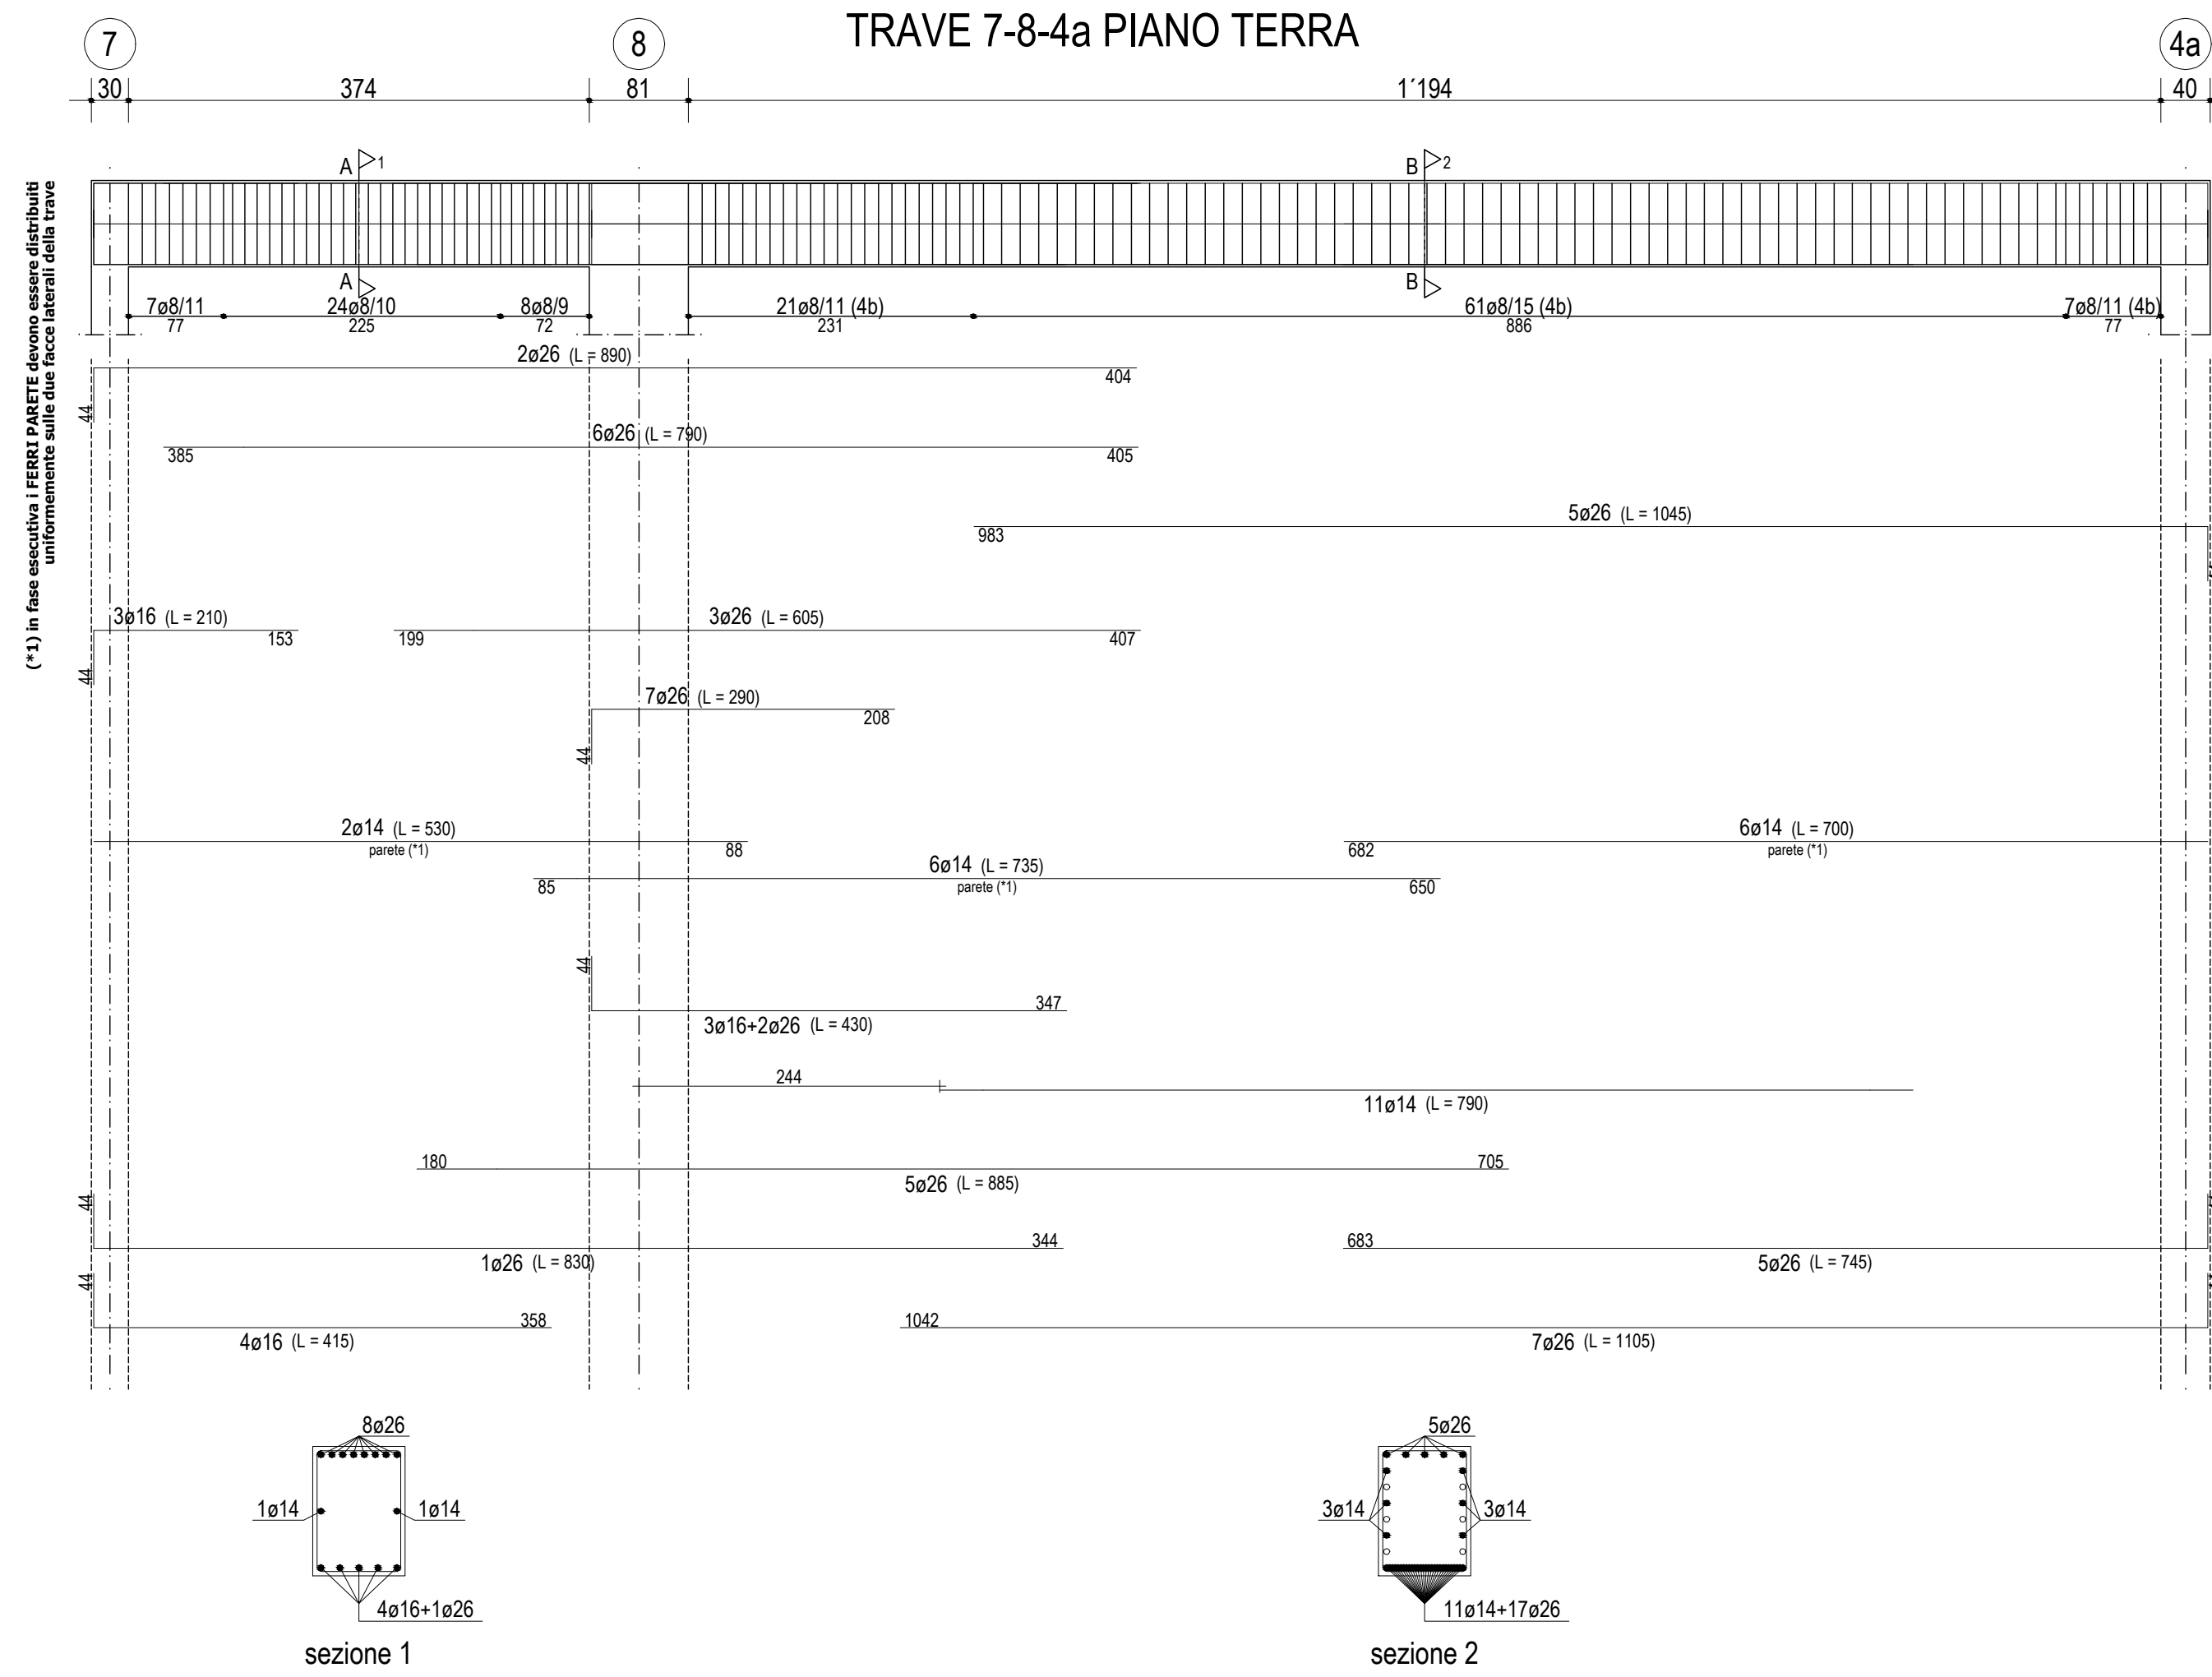 TRAVE 7-8-4a PIANO TERRA
7
8
4a
30
374
81
1´194
40
(*1) in fase esecutiva i FERRI PARETE devono essere distribuiti
uniformemente sulle due facce laterali della trave
A
1
B
2
A
B
7ø8/11
24ø8/10
8ø8/9
21ø8/11 (4b)
61ø8/15 (4b)
7ø8/11 (4b)
77
225
72
231
886
77
2ø26 (L = 890)
404
44
6ø26 (L = 790)
385
405
5ø26 (L = 1045)
983
3ø16 (L = 210)
153
44
3ø26 (L = 605)
199
407
7ø26 (L = 290)
208
44
2ø14 (L = 530)
parete (*1)
88
6ø14 (L = 700)
682
parete (*1)
6ø14 (L = 735)
85
parete (*1)
650
44
347
3ø16+2ø26 (L = 430)
244
11ø14 (L = 790)
180
705
5ø26 (L = 885)
44
344
1ø26 (L = 830)
683
5ø26 (L = 745)
44
358
4ø16 (L = 415)
1042
7ø26 (L = 1105)
8ø26
1ø14
1ø14
4ø16+1ø26
sezione 1
5ø26
3ø14
3ø14
11ø14+17ø26
sezione 2